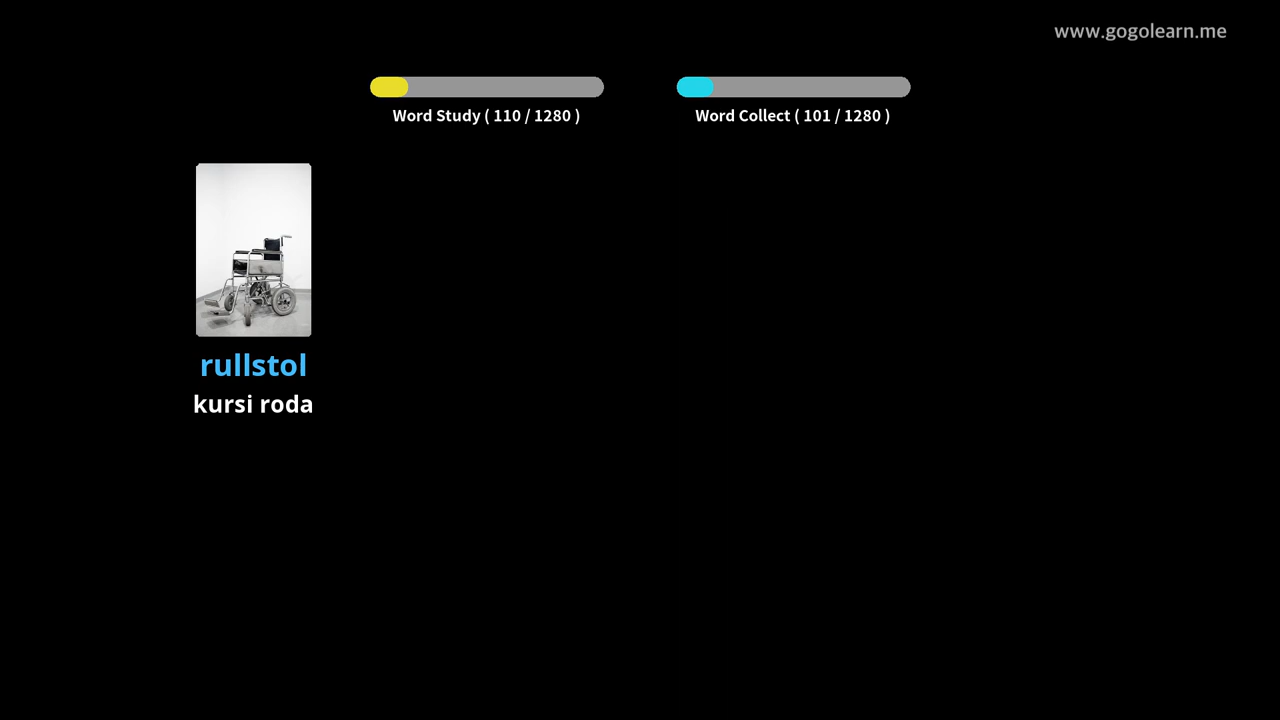 www.gogolearn.me
Word Study ( 110 / 1280 )
Word Collect ( 101 / 1280 )
rullstol
kursi roda